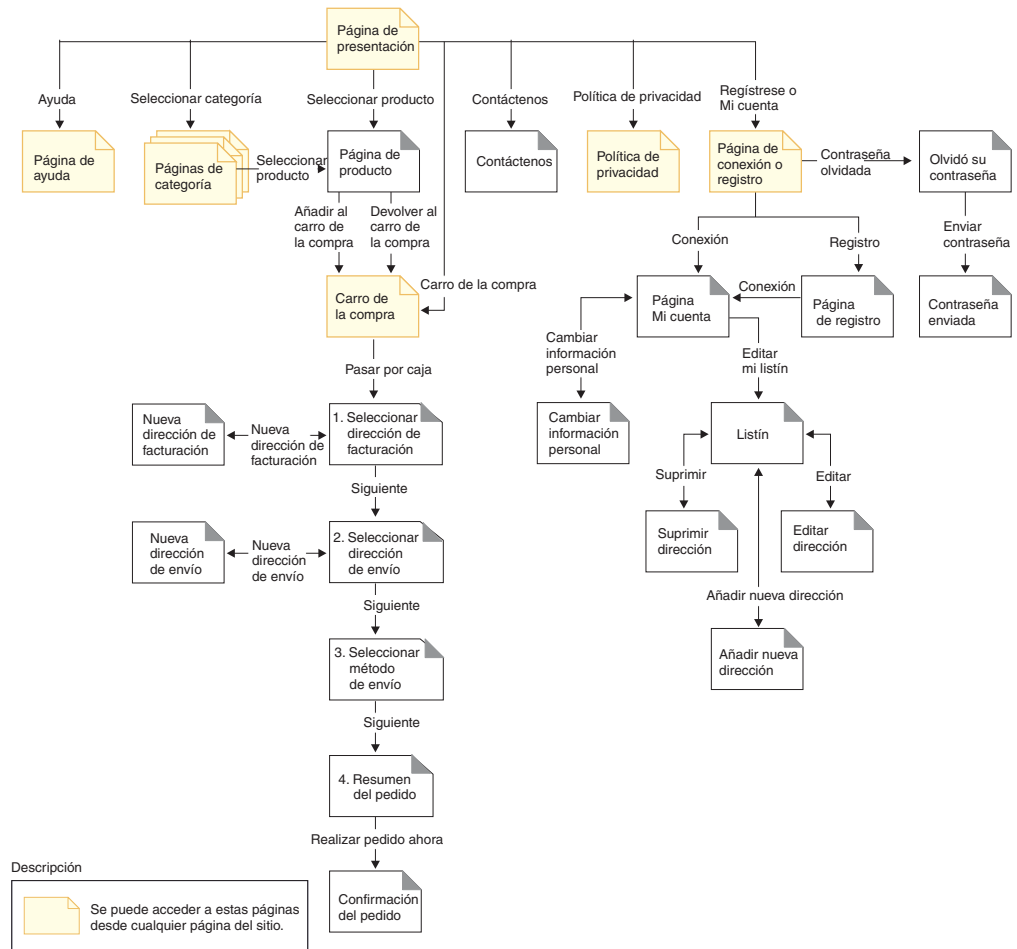 Página de
presentación
Ayuda
Seleccionar categoría
Seleccionar producto
Contáctenos
Política de privacidad
Regístrese o
Mi cuenta
Página de
ayuda
Páginas de
categoría
Seleccionar
producto
Página de
producto
Contáctenos
Política de
privacidad
Página de
conexión o
registro
Contraseña
olvidada
Olvidó su
contraseña
Añadir al
carro de
la compra
Devolver al
carro de
la compra
Conexión
Registro
Enviar
contraseña
Carro de la compra
Carro de
la compra
Página
Mi cuenta
Conexión
Página
de registro
Contraseña
enviada
Cambiar
información
personal
Editar
mi listín
Pasar por caja
Nueva
dirección de
facturación
Nueva
dirección de
facturación
1. Seleccionar
dirección de
facturación
Cambiar
información
personal
Listín
Suprimir
Editar
Siguiente
Nueva
dirección
de envío
Nueva
dirección
de envío
2. Seleccionar
dirección
de envío
Suprimir
dirección
Editar
dirección
Siguiente
Añadir nueva dirección
3. Seleccionar
método
de envío
Añadir nueva
dirección
Siguiente
4. Resumen
del pedido
Realizar pedido ahora
Confirmación
del pedido
Descripción
Se puede acceder a estas páginas
desde cualquier página del sitio.